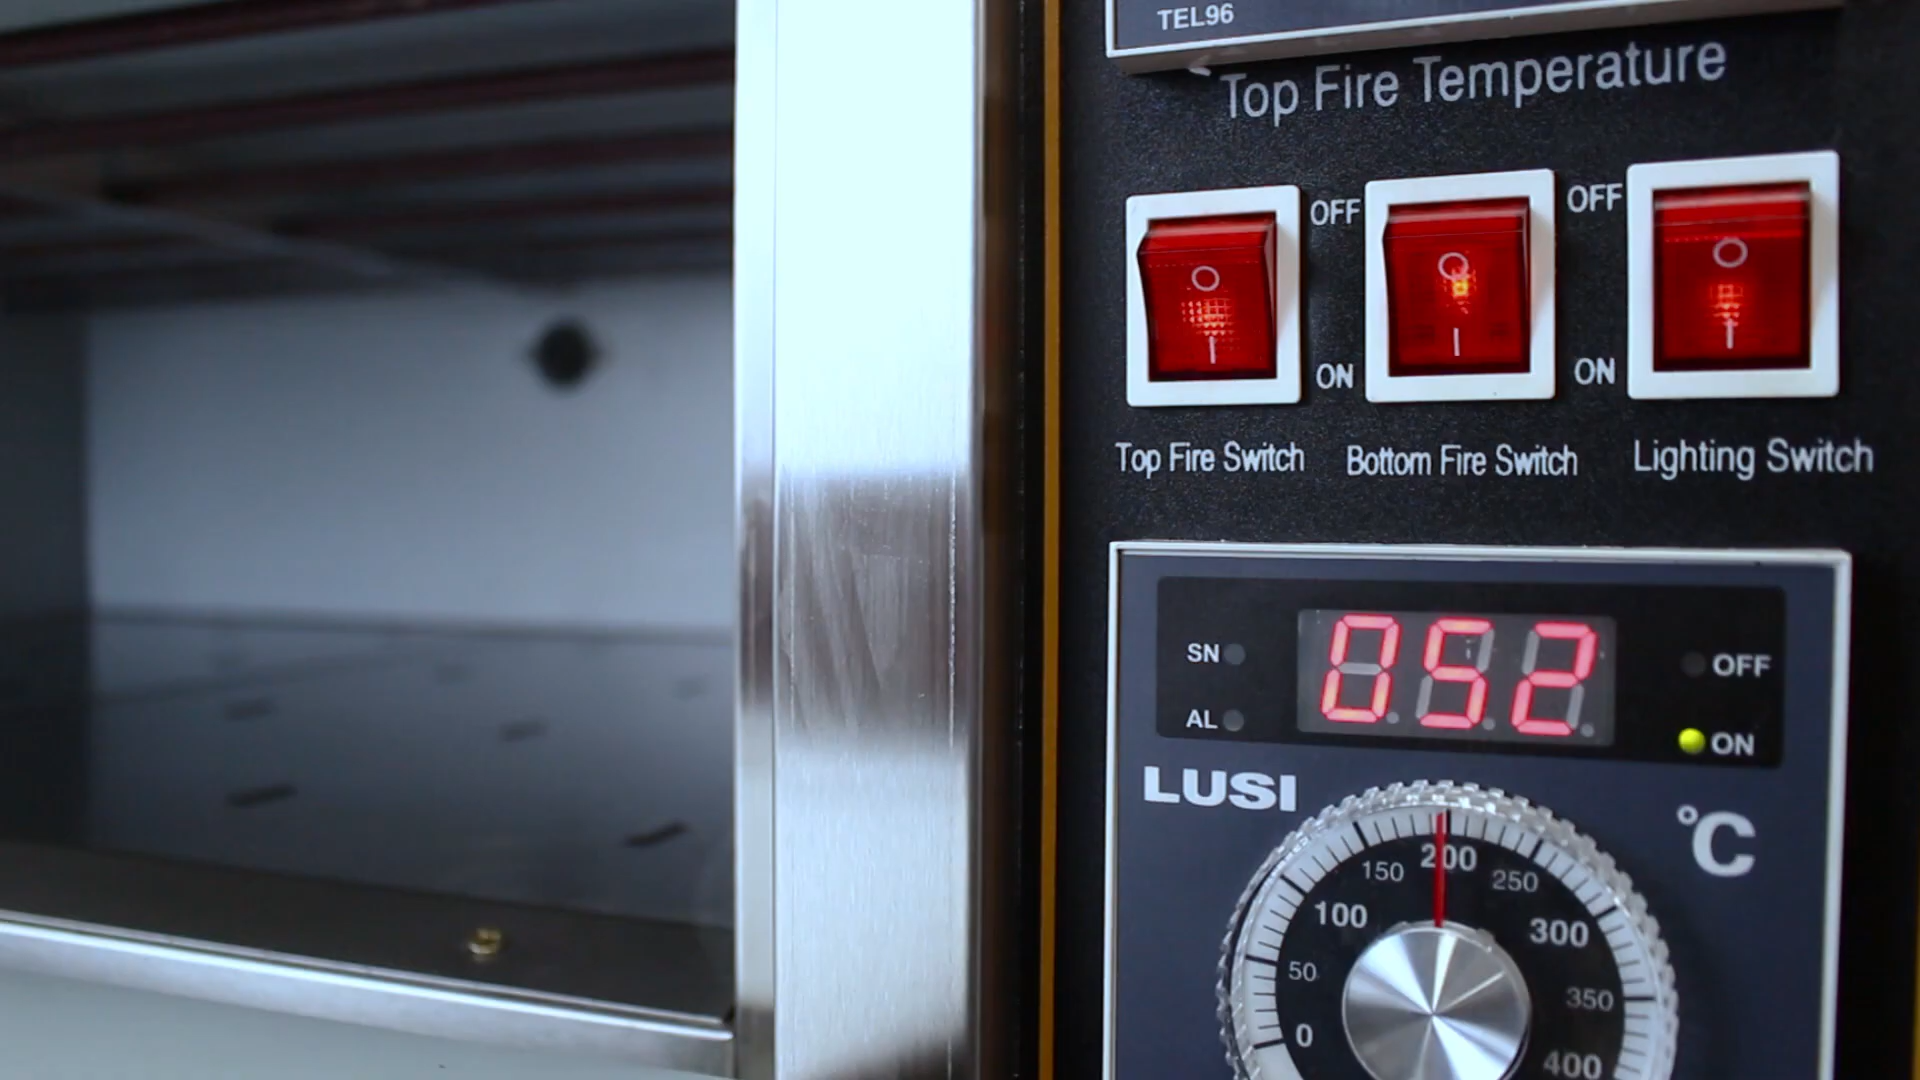 TEL96
Top Fire Temperature
OFF OFF
ON ON
Top Fire Switch Bottom Fire Switch Lighting Switch
SN 052 OFF
AL ON
LUSI °C
0 50 100 150 200 250 300 350 400